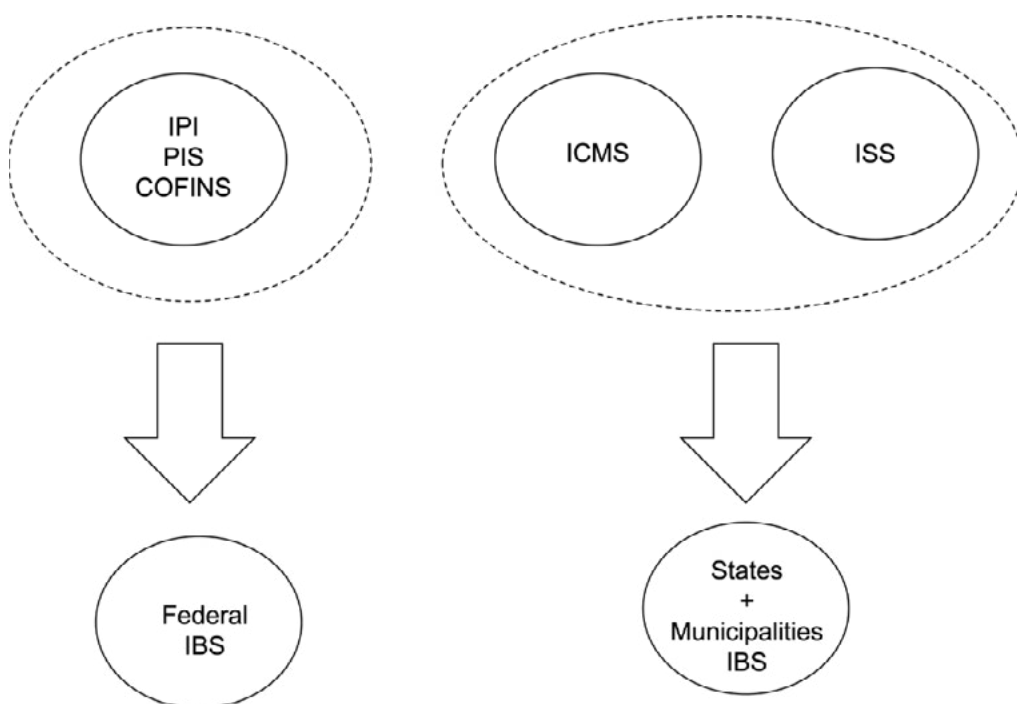 IPI
PIS
COFINS
ICMS
ISS
Federal
IBS
States
+
Municipalities
IBS